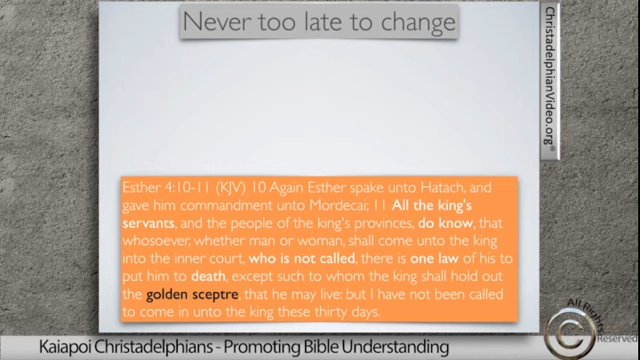 Never too late to change
ChristadelphianVideo.org®
Esther 4:10-11 (KJV) 10 Again Esther spake unto Hatach, and
gave him commandment unto Mordecai; 11 All the king's
servants, and the people of the king's provinces, do know, that
whosoever, whether man or woman, shall come unto the king
into the inner court, who is not called, there is one law of his to
put him to death, except such to whom the king shall hold out
the golden sceptre, that he may live: but I have not been called
to come in unto the king these thirty days.
All Rights
Reserved
Kaiapoi Christadelphians - Promoting Bible Understanding